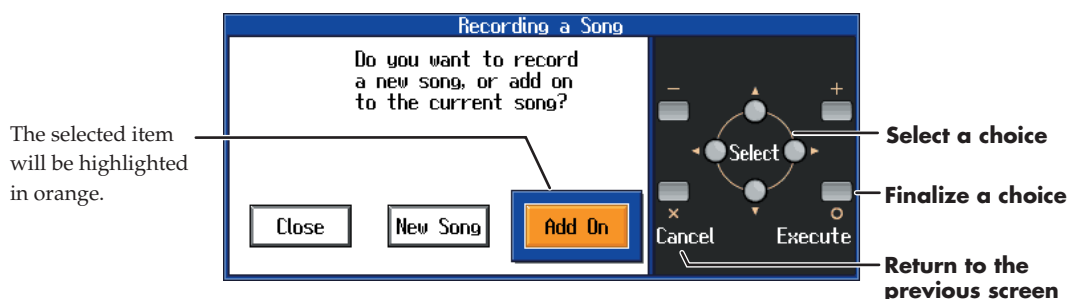 Recording a Song
Do you want to record
a new song, or add on
to the current song?
Close
New Song
Add On
The selected item
will be highlighted
in orange.
− +
Select
× ○
Cancel Execute
Select a choice
Finalize a choice
Return to the
previous screen